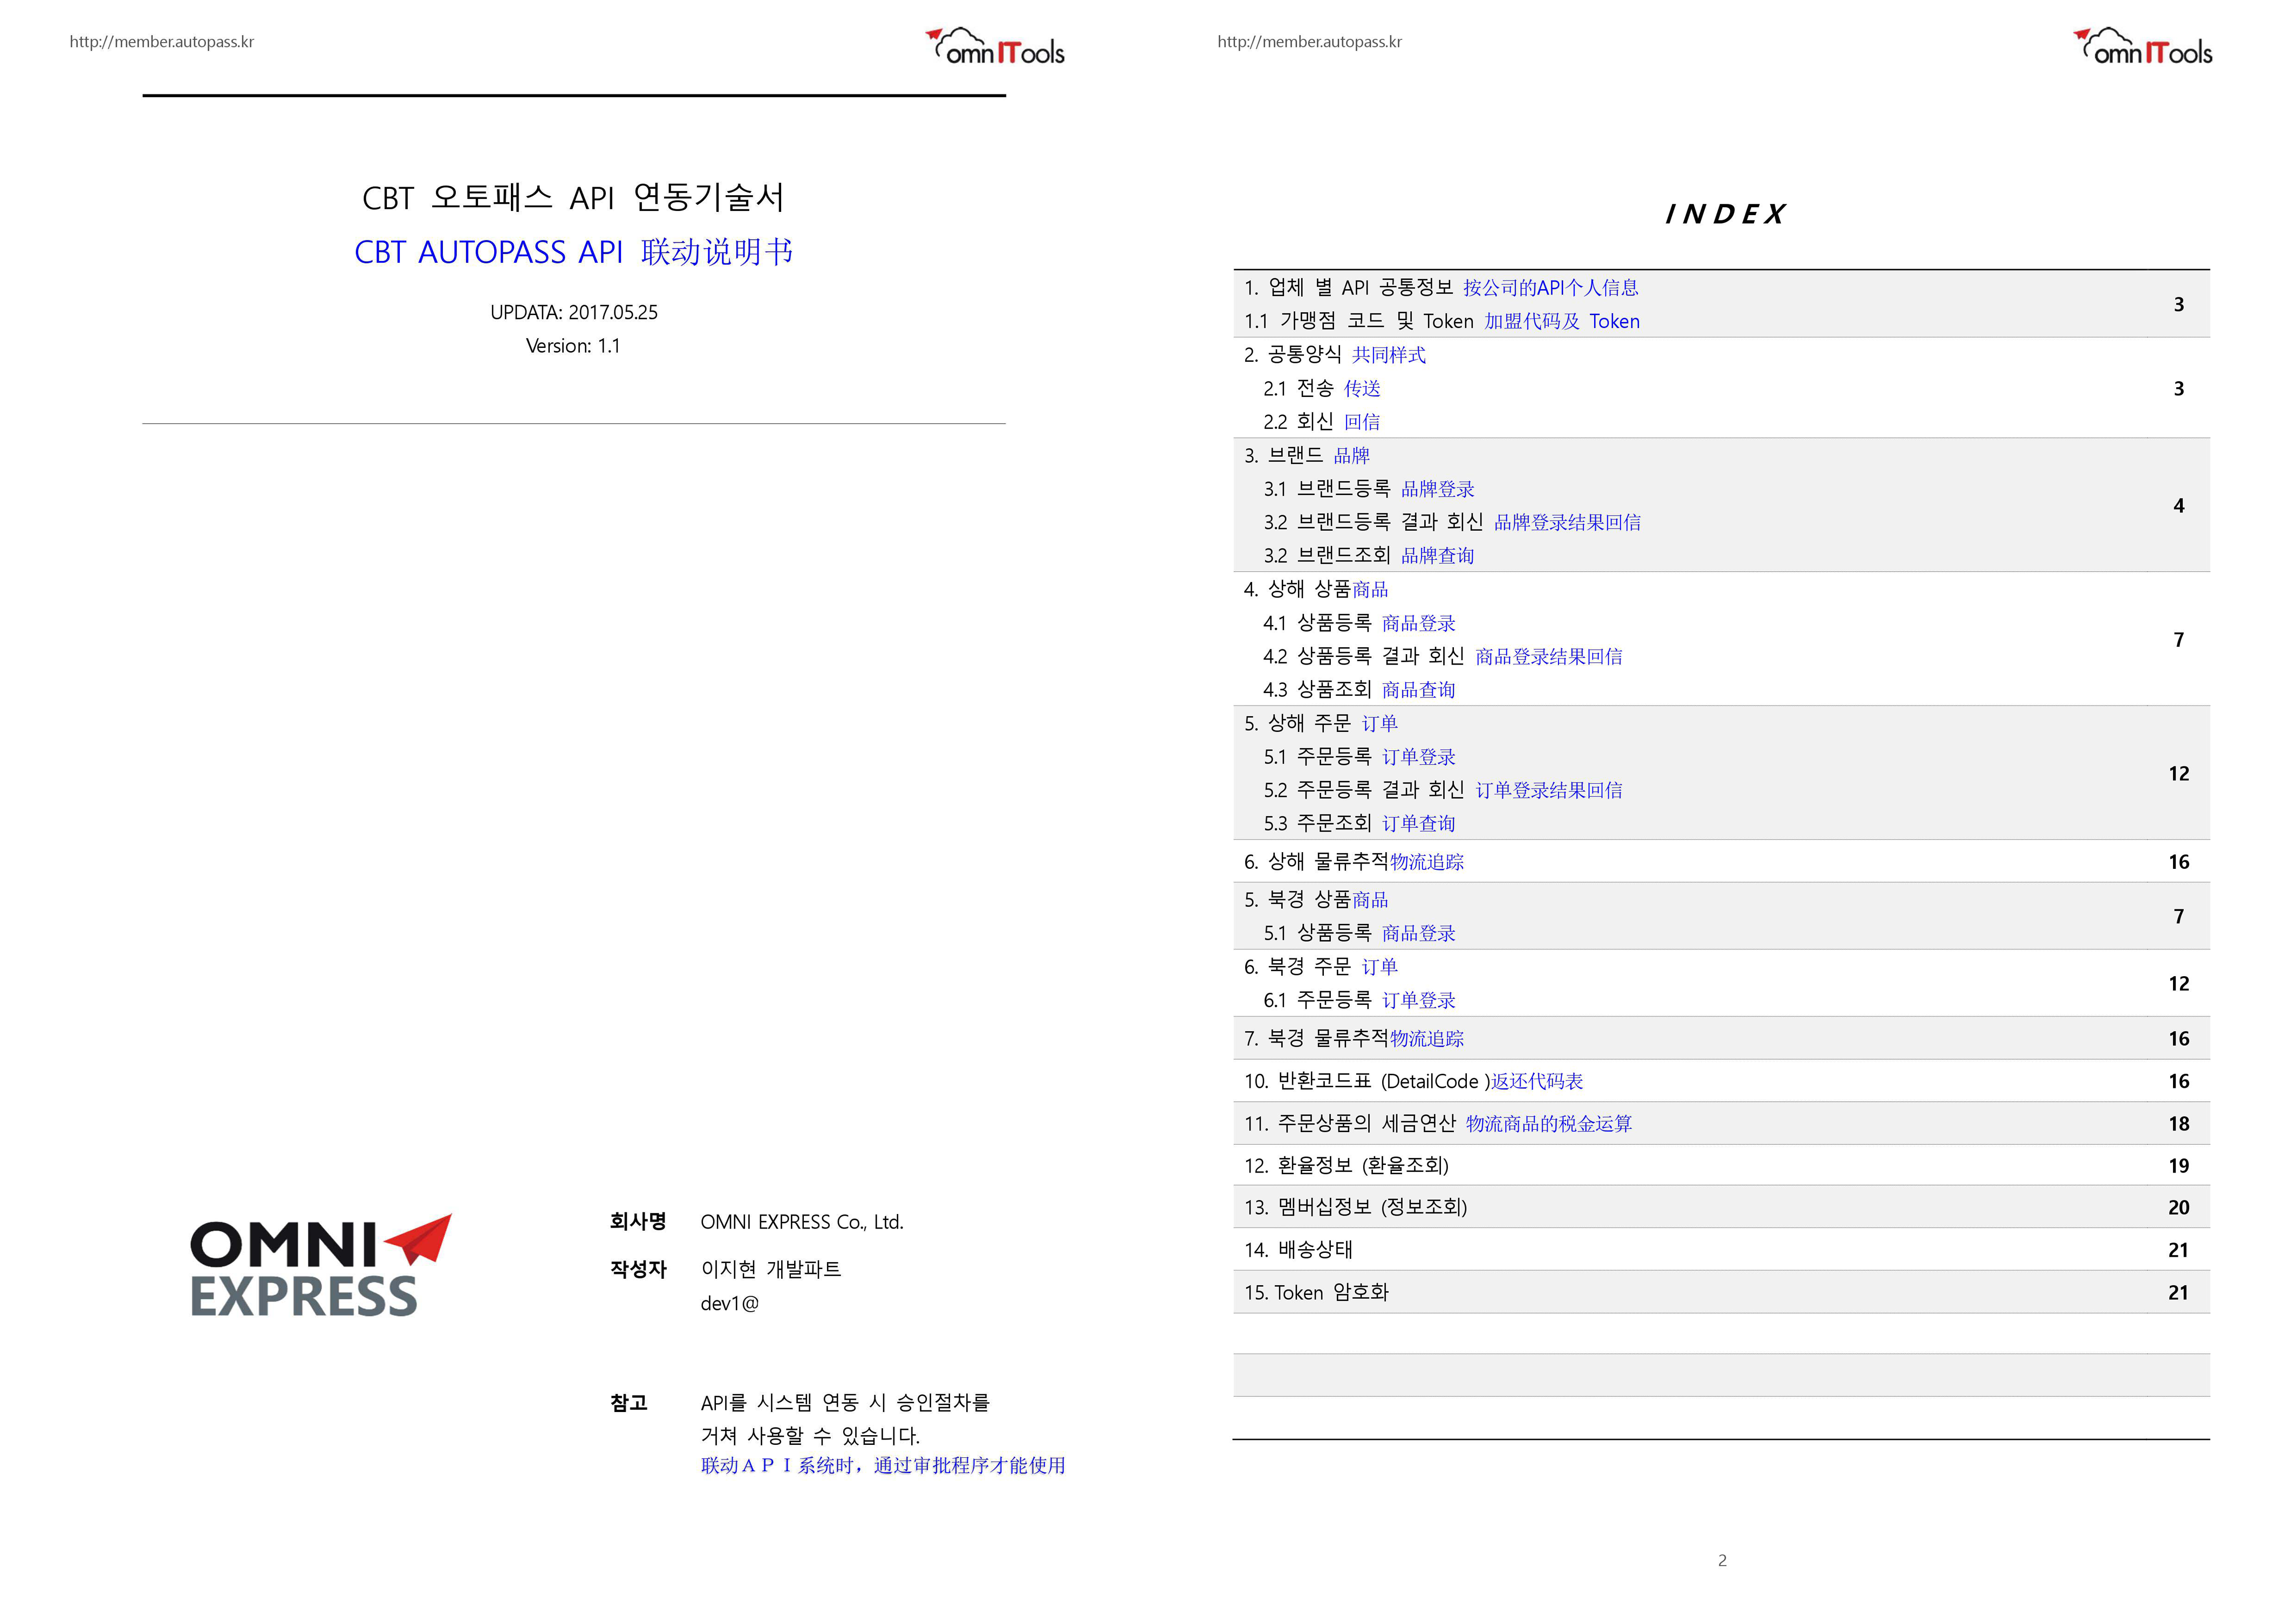 http://member.autopass.kr
omnITools
CBT 오토패스 API 연동기술서
CBT AUTOPASS API 联动说明书
UPDATA: 2017.05.25
Version: 1.1
OMNI
EXPRESS
회사명 OMNI EXPRESS Co., Ltd.
작성자 이지현 개발파트
dev1@
참고 API를 시스템 연동 시 승인절차를
거쳐 사용할 수 있습니다.
联动ＡＰＩ系统时，通过审批程序才能使用
http://member.autopass.kr
omnITools
INDEX
1. 업체 별 API 공통정보 按公司的API个人信息
1.1 가맹점 코드 및 Token 加盟代码及 Token
3
2. 공통양식 共同样式
2.1 전송 传送
2.2 회신 回信
3
3. 브랜드 品牌
3.1 브랜드등록 品牌登录
3.2 브랜드등록 결과 회신 品牌登录结果回信
3.2 브랜드조회 品牌查询
4
4. 상해 상품商品
4.1 상품등록 商品登录
4.2 상품등록 결과 회신 商品登录结果回信
4.3 상품조회 商品查询
7
5. 상해 주문 订单
5.1 주문등록 订单登录
5.2 주문등록 결과 회신 订单登录结果回信
5.3 주문조회 订单查询
12
6. 상해 물류추적物流追踪 16
5. 북경 상품商品
5.1 상품등록 商品登录
7
6. 북경 주문 订单
6.1 주문등록 订单登录
12
7. 북경 물류추적物流追踪 16
10. 반환코드표 (DetailCode )返还代码表 16
11. 주문상품의 세금연산 物流商品的税金运算 18
12. 환율정보 (환율조회) 19
13. 멤버십정보 (정보조회) 20
14. 배송상태 21
15. Token 암호화 21
2